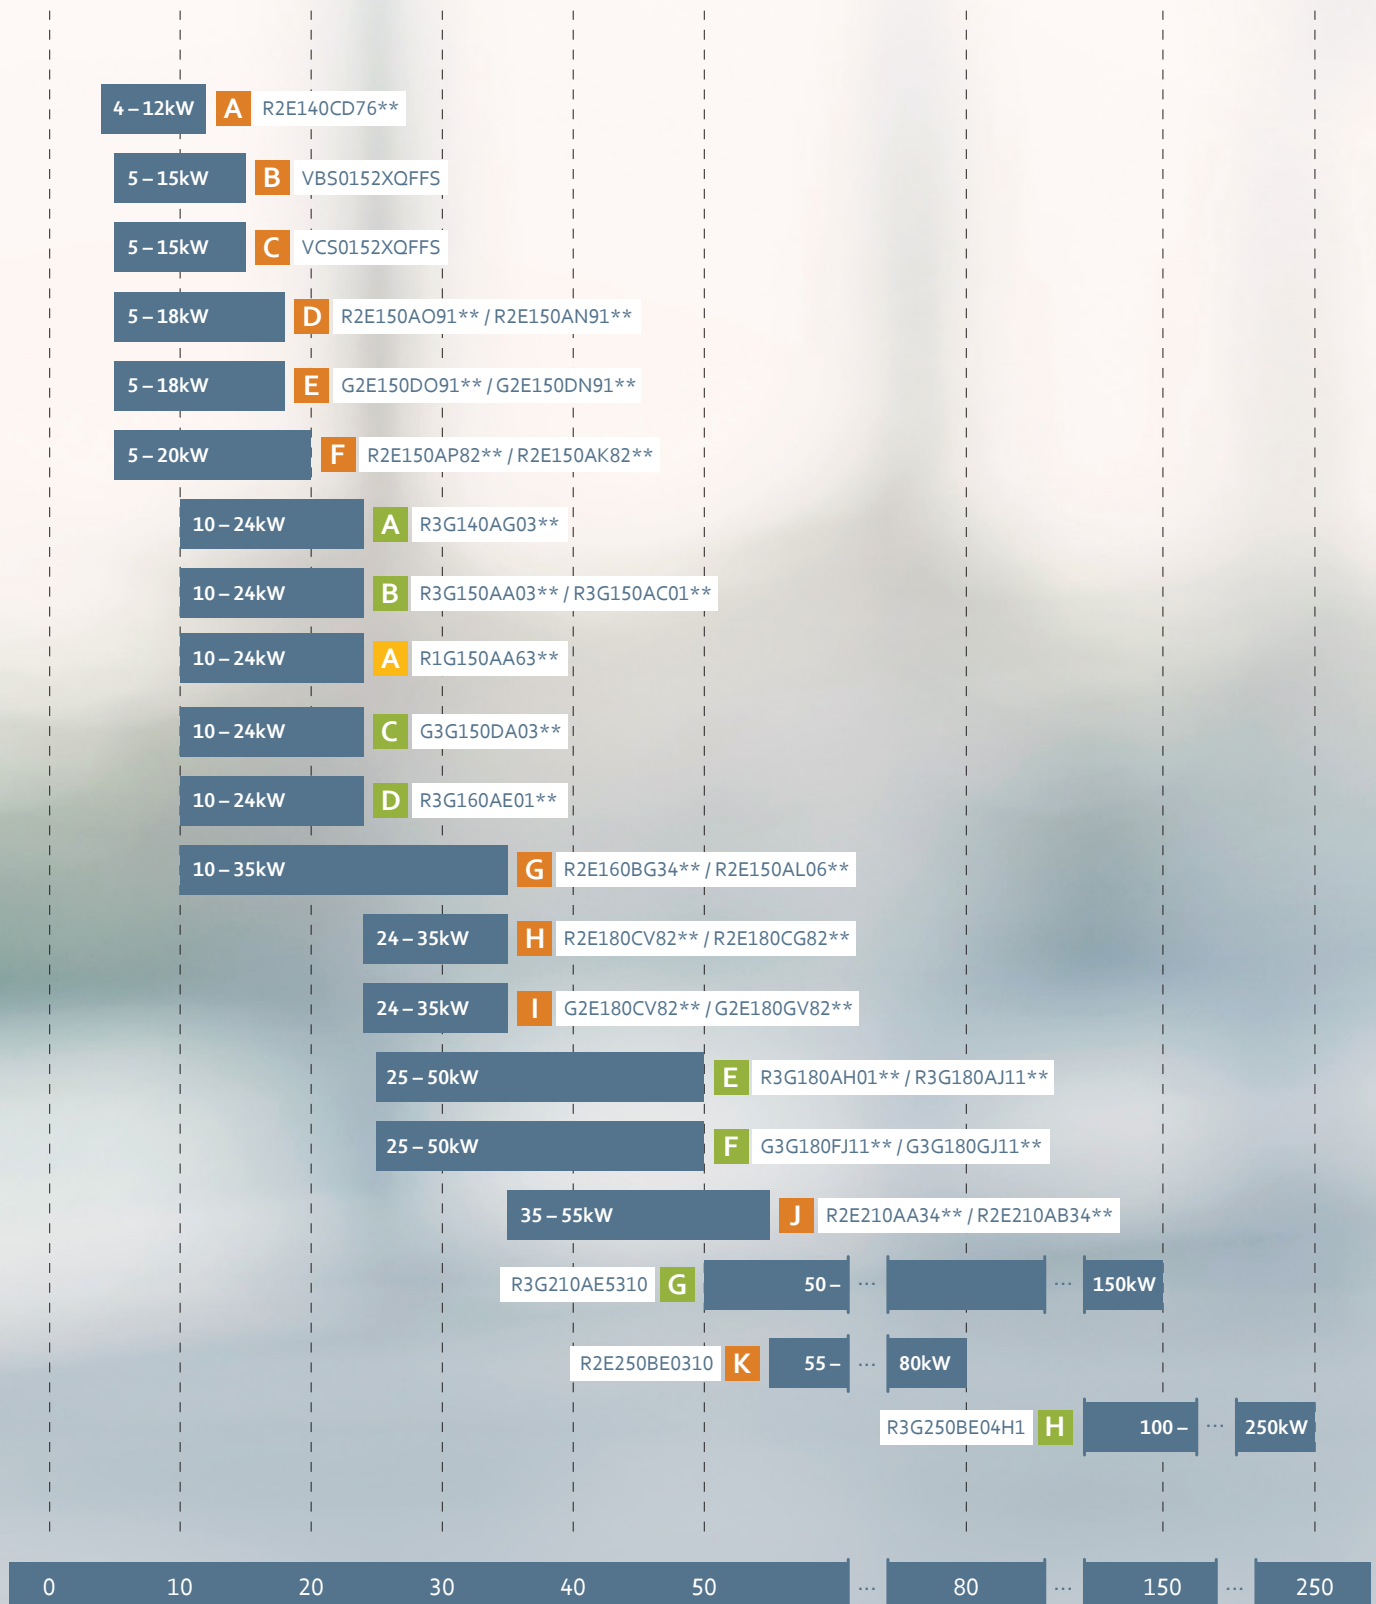 4 – 12kW A R2E140CD76**
5 – 15kW B VBS0152XQFFS
5 – 15kW C VCS0152XQFFS
5 – 18kW D R2E150AO91** / R2E150AN91**
5 – 18kW E G2E150DO91** / G2E150DN91**
5 – 20kW F R2E150AP82** / R2E150AK82**
10 – 24kW A R3G140AG03**
10 – 24kW B R3G150AA03** / R3G150AC01**
10 – 24kW A R1G150AA63**
10 – 24kW C G3G150DA03**
10 – 24kW D R3G160AE01**
10 – 35kW G R2E160BG34** / R2E150AL06**
24 – 35kW H R2E180CV82** / R2E180CG82**
24 – 35kW I G2E180CV82** / G2E180GV82**
25 – 50kW E R3G180AH01** / R3G180AJ11**
25 – 50kW F G3G180FJ11** / G3G180GJ11**
35 – 55kW J R2E210AA34** / R2E210AB34**
R3G210AE5310 G 50 – ... ... 150kW
R2E250BE0310 K 55 – ... 80kW
R3G250BE04H1 H 100 – ... 250kW
0 10 20 30 40 50 ... 80 ... 150 ... 250